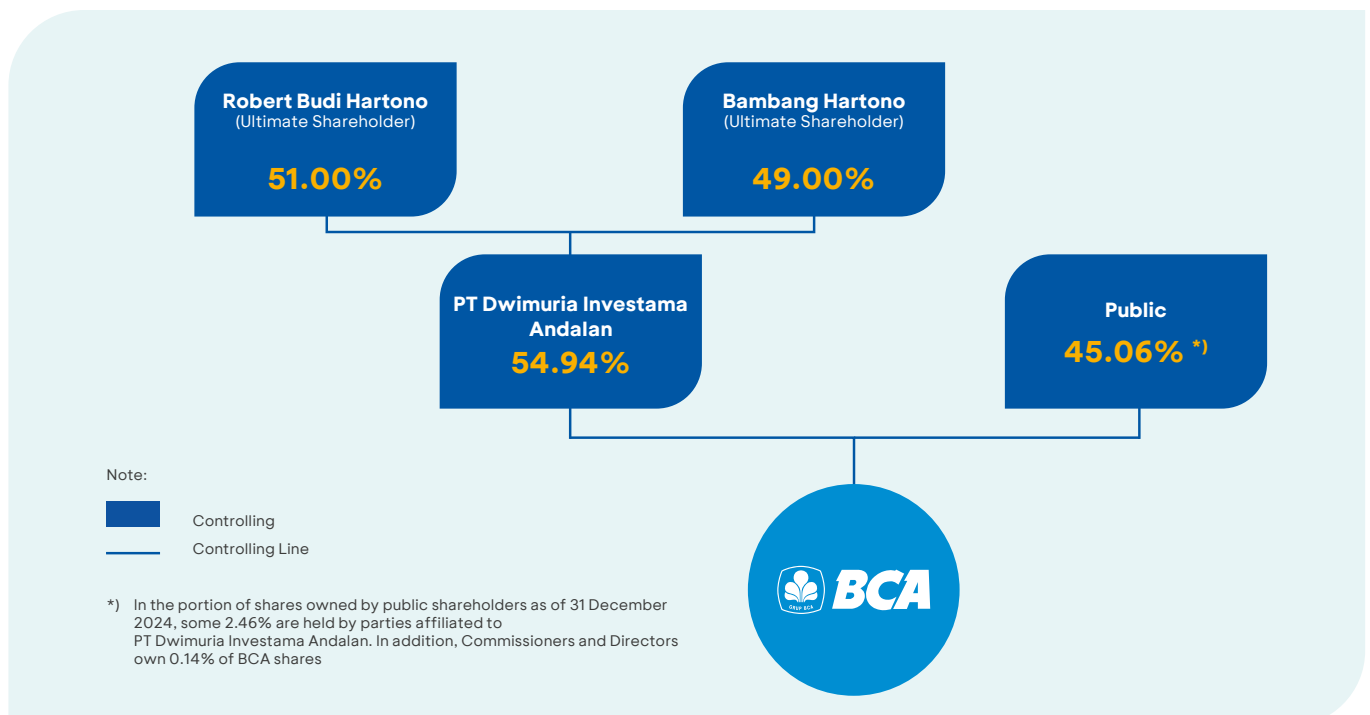 Robert Budi Hartono
(Ultimate Shareholder)
51.00%
Bambang Hartono
(Ultimate Shareholder)
49.00%
PT Dwimuria Investama
Andalan
54.94%
Public
45.06% *)
Note:
Controlling
Controlling Line
*) In the portion of shares owned by public shareholders as of 31 December
2024, some 2.46% are held by parties affiliated to
PT Dwimuria Investama Andalan. In addition, Commissioners and Directors
own 0.14% of BCA shares
GRUP BCA
BCA